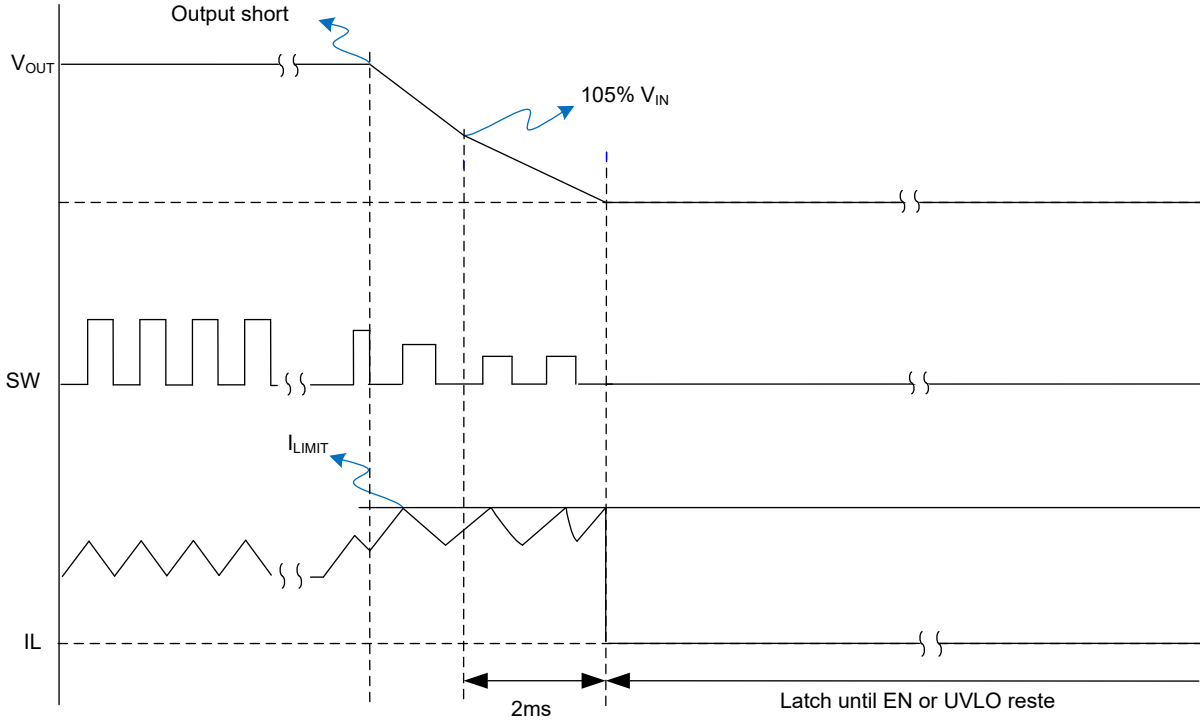 Output short
VOUT
105% VIN
SW
ILIMIT
IL
2ms
Latch until EN or UVLO reste